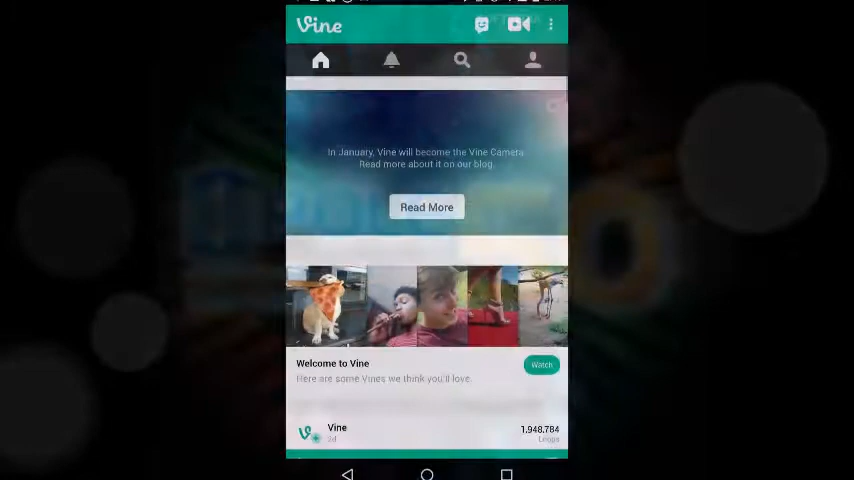 Vine
In January, Vine will become the Vine Camera
Read more about it on our blog.
Read More
Welcome to Vine
Watch
Here are some Vines we think you'll love.
Vine
1,948,784
2d
Loops